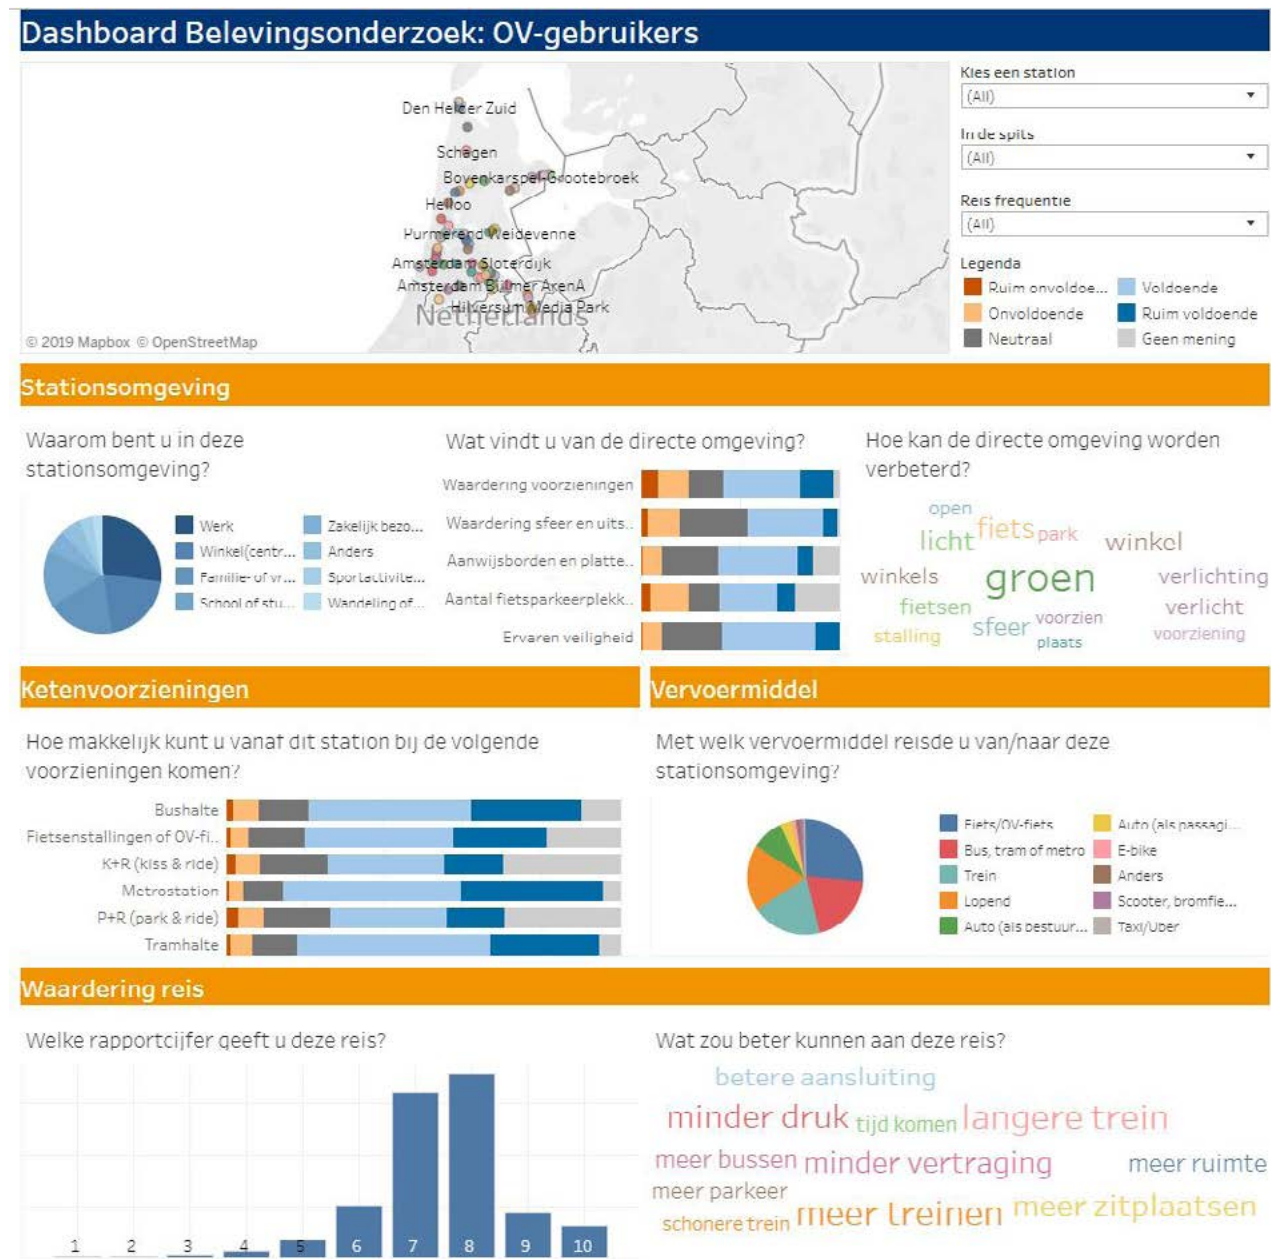 Dashboard Belevingsonderzoek: OV-gebruikers
Den Helder Zuid
Schagen
Bovenkarspel-Grootebroek
Heiloo
Purmerend Weidevenne
Amsterdam Sloterdijk
Amsterdam Bijlmer ArenA
Hilversum Media Park
Netherlands
© 2019 Mapbox © OpenStreetMap
Kies een station
(All)
In de spits
(All)
Reis frequentie
(All)
Legenda
Ruim onvoldoe...
Voldoende
Onvoldoende
Ruim voldoende
Neutraal
Geen mening
Stationsomgeving
Waarom bent u in deze
stationsomgeving?
Werk
Zakelijk bezo...
Winkel(centr...
Anders
Familie- of vr...
Sportactivite...
School of stu...
Wandeling of...
Wat vindt u van de directe omgeving?
Waardering voorzieningen
Waardering sfeer en uits..
Aanwijsborden en platte..
Aantal fietsparkeerplekk..
Ervaren veiligheid
Hoe kan de directe omgeving worden
verbeterd?
open
licht fiets park winkel
winkels groen verlichting
fietsen voorzien verlicht
stalling sfeer plaats voorziening
Ketenvoorzieningen
Hoe makkelijk kunt u vanaf dit station bij de volgende
voorzieningen komen?
Bushalte
Fietsenstallingen of OV-fi..
K+R (kiss & ride)
Metrostation
P+R (park & ride)
Tramhalte
Vervoermiddel
Met welk vervoermiddel reisde u van/naar deze
stationsomgeving?
Fiets/OV-fiets
Auto (als passagi...
Bus, tram of metro
E-bike
Trein
Anders
Lopend
Scooter, bromfie...
Auto (als bestuur...
Taxi/Uber
Waardering reis
Welke rapportcijfer geeft u deze reis?
1 2 3 4 5 6 7 8 9 10
Wat zou beter kunnen aan deze reis?
betere aansluiting
minder druk tijd komen langere trein
meer bussen minder vertraging meer ruimte
meer parkeer
schonere trein meer treinen meer zitplaatsen